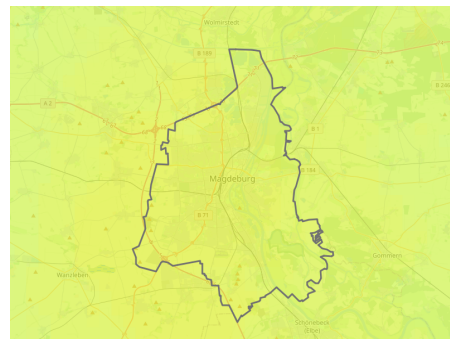 Wolmirstedt
B 189
B 2
B 246
B 1
B 184
Magdeburg
B 71
Gommern
Wanzleben
Schönebeck
(Elbe)